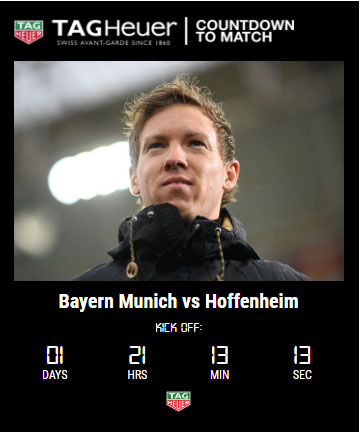 TAG HEUER
TAGHeuer
SWISS AVANT-GARDE SINCE 1860
COUNTDOWN
TO MATCH
Bayern Munich vs Hoffenheim
KICK OFF:
01 21 13 13
DAYS HRS MIN SEC
TAG HEUER